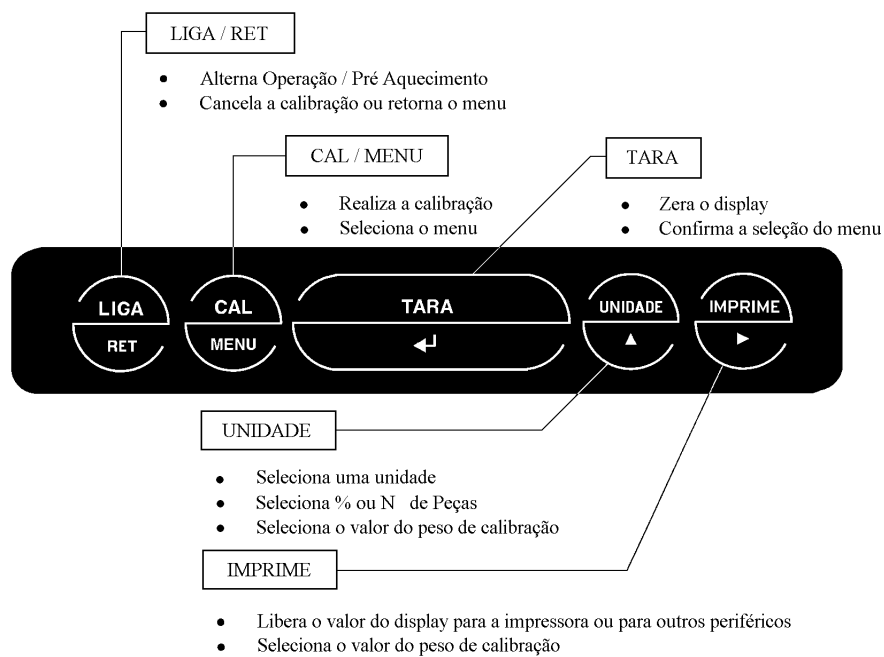 LIGA / RET
• Alterna Operação / Pré Aquecimento
• Cancela a calibração ou retorna o menu
CAL / MENU
• Realiza a calibração
• Seleciona o menu
TARA
• Zera o display
• Confirma a seleção do menu
LIGA
RET
CAL
MENU
TARA
UNIDADE
IMPRIME
UNIDADE
• Seleciona uma unidade
• Seleciona % ou N de Peças
• Seleciona o valor do peso de calibração
IMPRIME
• Libera o valor do display para a impressora ou para outros periféricos
• Seleciona o valor do peso de calibração